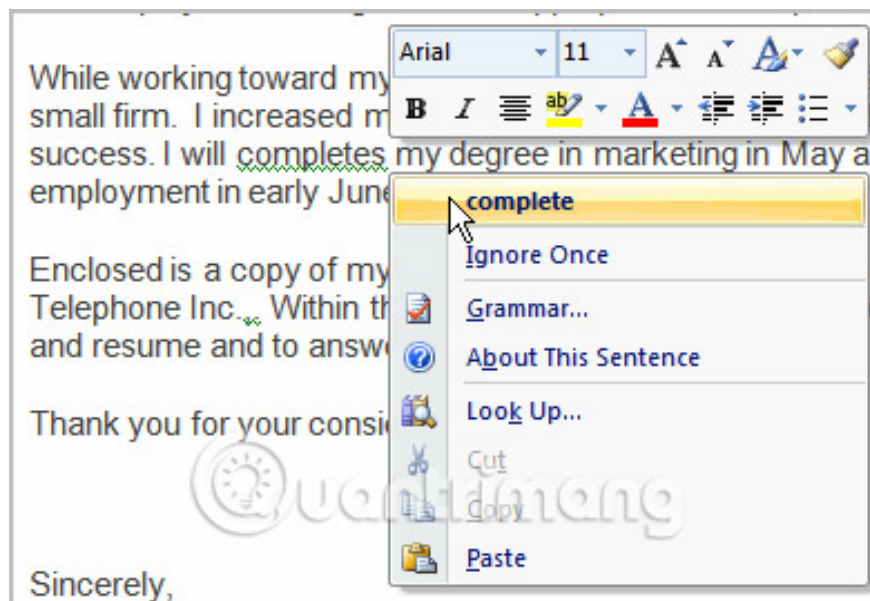 Arial 11
While working toward my
small firm. I increased m
success. I will completes my degree in marketing in May a
employment in early June
complete
Ignore Once
Enclosed is a copy of my
Telephone Inc.. Within th
Grammar...
and resume and to answe
About This Sentence
Look Up...
Thank you for your consi
Cut
Copy
Quantrimang
Paste
Sincerely,